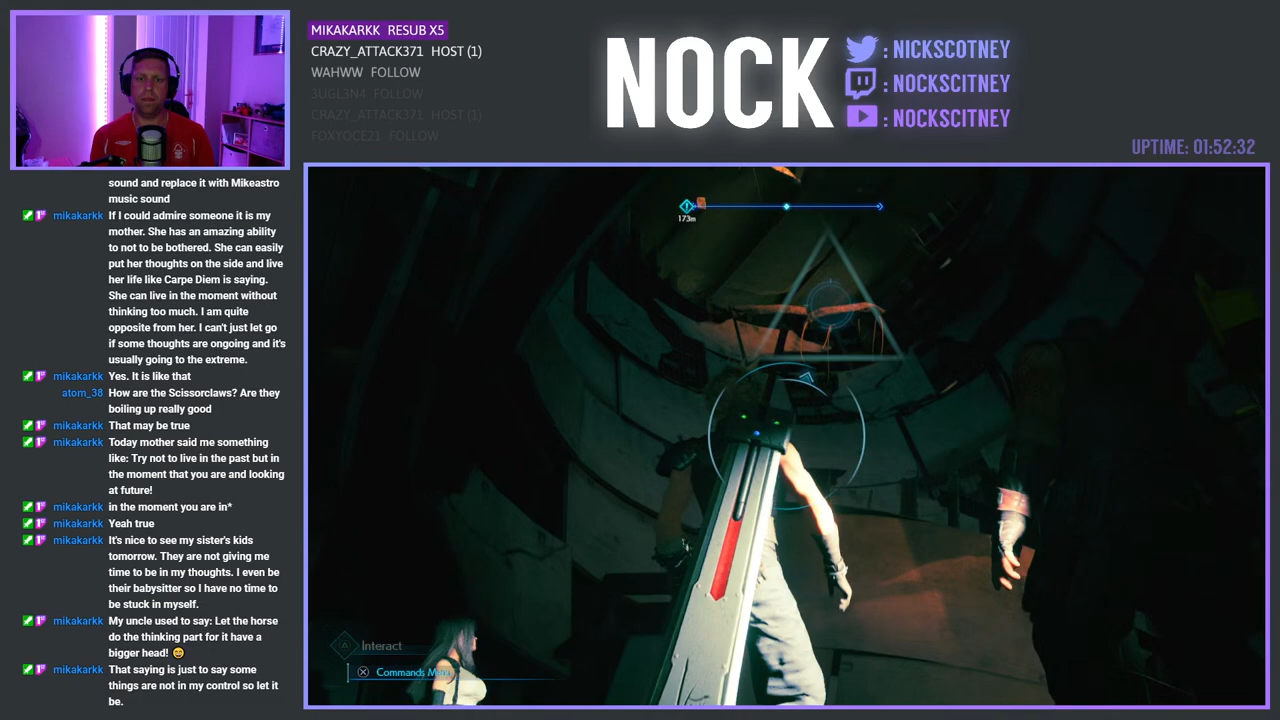 MIKAKARKK RESUB X5
CRAZY_ATTACK371 HOST (1)
WAHWW FOLLOW
3UGL3N4 FOLLOW
CRAZY_ATTACK371 HOST (1)
FOXYOCE21 FOLLOW
NOCK
: NICKSCOTNEY
: NOCKSCITNEY
: NOCKSCITNEY
UPTIME: 01:52:32
sound and replace it with Mikeastro
music sound
mikakarkk If I could admire someone it is my
mother. She has an amazing ability
to not to be bothered. She can easily
put her thoughts on the side and live
her life like Carpe Diem is saying.
She can live in the moment without
thinking too much. I am quite
opposite from her. I can't just let go
if some thoughts are ongoing and it's
usually going to the extreme.
mikakarkk Yes. It is like that
atom_38 How are the Scissorclaws? Are they
boiling up really good
mikakarkk That may be true
mikakarkk Today mother said me something
like: Try not to live in the past but in
the moment that you are and looking
at future!
mikakarkk in the moment you are in*
mikakarkk Yeah true
mikakarkk It's nice to see my sister's kids
tomorrow. They are not giving me
time to be in my thoughts. I even be
their babysitter so I have no time to
be stuck in myself.
mikakarkk My uncle used to say: Let the horse
do the thinking part for it have a
bigger head! 😄
mikakarkk That saying is just to say some
things are not in my control so let it
be.
173m
Interact
Commands Menu